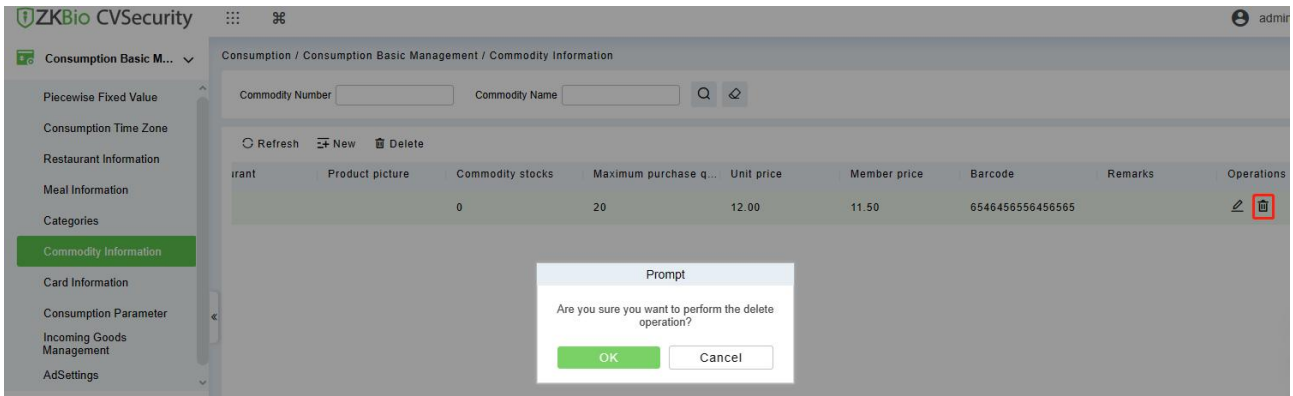 ZKBio CVSecurity
admin
Consumption Basic M...
Consumption / Consumption Basic Management / Commodity Information
Piecewise Fixed Value
Consumption Time Zone
Restaurant Information
Meal Information
Categories
Commodity Information
Card Information
Consumption Parameter
Incoming Goods
Management
AdSettings
Commodity Number
Commodity Name
Refresh New Delete
urant Product picture Commodity stocks Maximum purchase q... Unit price Member price Barcode Remarks Operations
0 20 12.00 11.50 6546456556456565
Prompt
Are you sure you want to perform the delete
operation?
OK Cancel